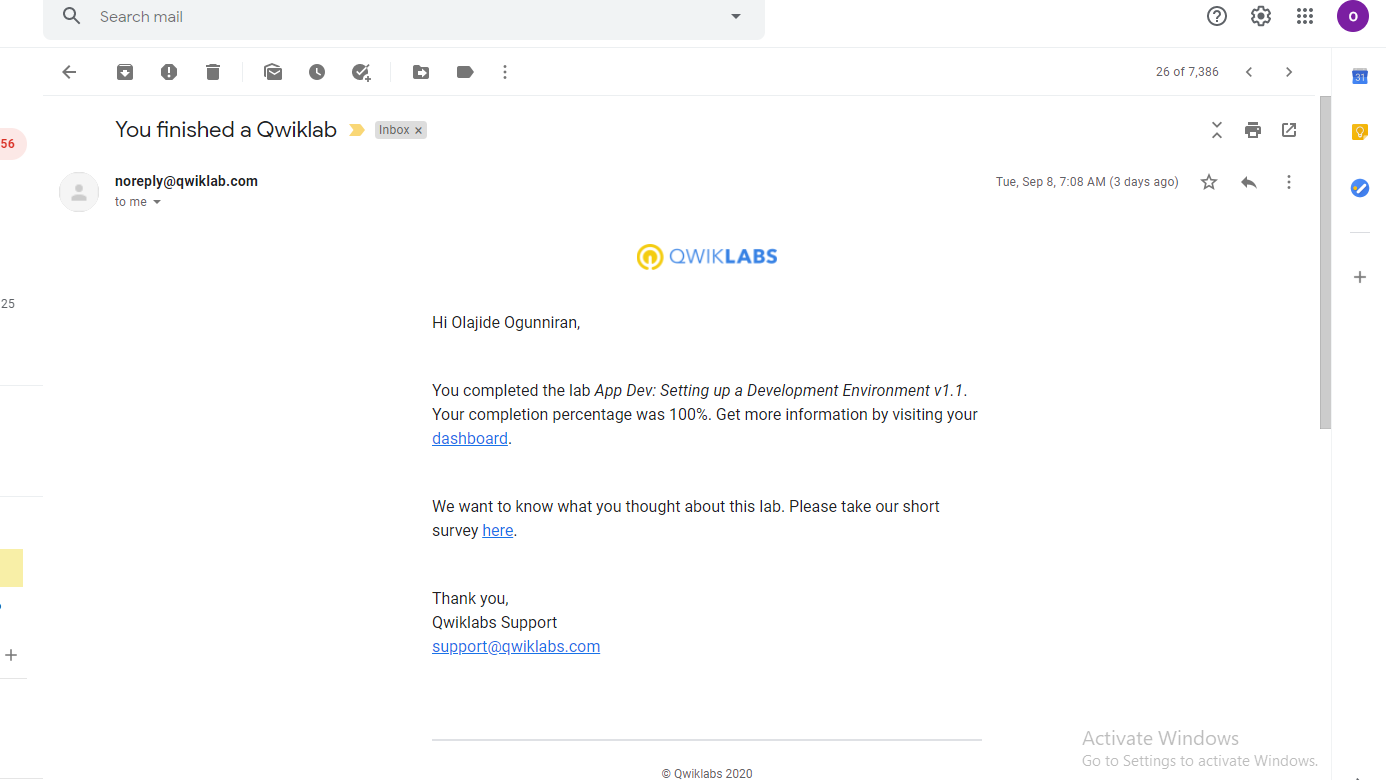 Search mail
O
26 of 7,386
31
You finished a Qwiklab
Inbox ×
56
noreply@qwiklab.com
Tue, Sep 8, 7:08 AM (3 days ago)
to me
QWIKLABS
25
Hi Olajide Ogunniran,
You completed the lab App Dev: Setting up a Development Environment v1.1.
Your completion percentage was 100%. Get more information by visiting your
dashboard.
We want to know what you thought about this lab. Please take our short
survey here.
Thank you,
Qwiklabs Support
support@qwiklabs.com
Activate Windows
Go to Settings to activate Windows.
© Qwiklabs 2020